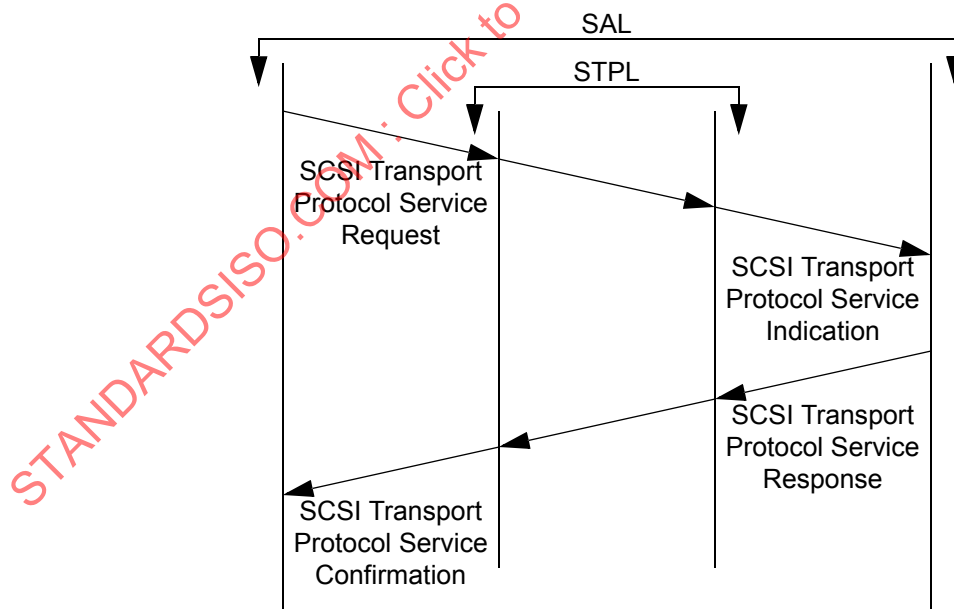 SAL
STPL
SCSI Transport
Protocol Service
Request
SCSI Transport
Protocol Service
Indication
SCSI Transport
Protocol Service
Response
SCSI Transport
Protocol Service
Confirmation
STANDARDSISO.COM : Click to